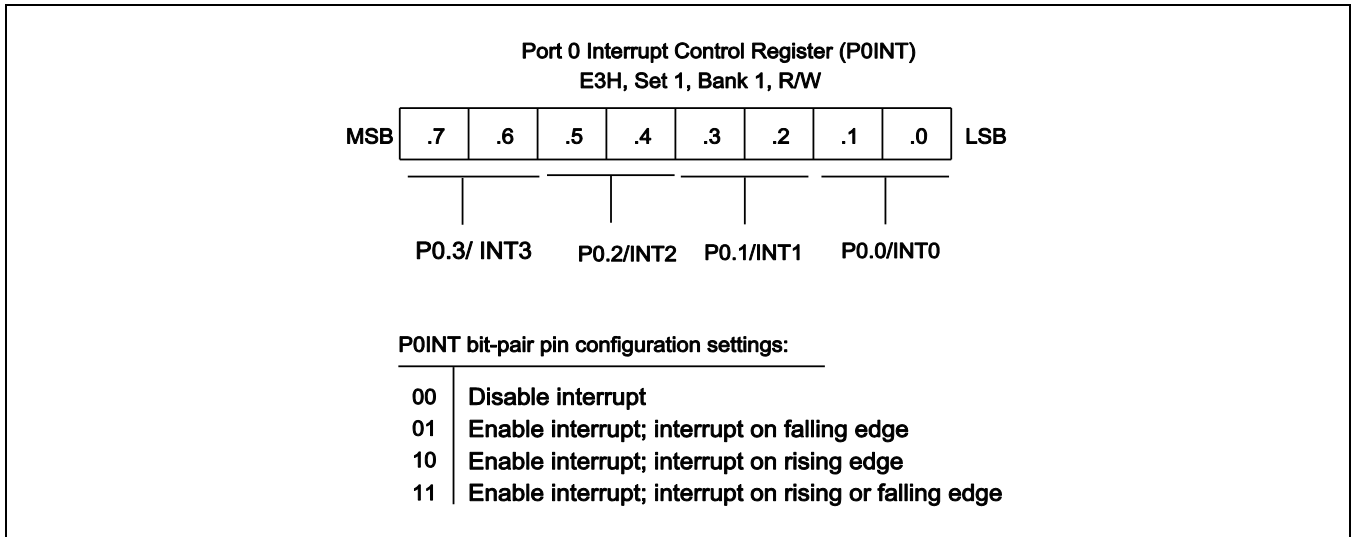 Port 0 Interrupt Control Register (P0INT)
E3H, Set 1, Bank 1, R/W
MSB .7 .6 .5 .4 .3 .2 .1 .0 LSB
P0.3/ INT3 P0.2/INT2 P0.1/INT1 P0.0/INT0
P0INT bit-pair pin configuration settings:
00 Disable interrupt
01 Enable interrupt; interrupt on falling edge
10 Enable interrupt; interrupt on rising edge
11 Enable interrupt; interrupt on rising or falling edge